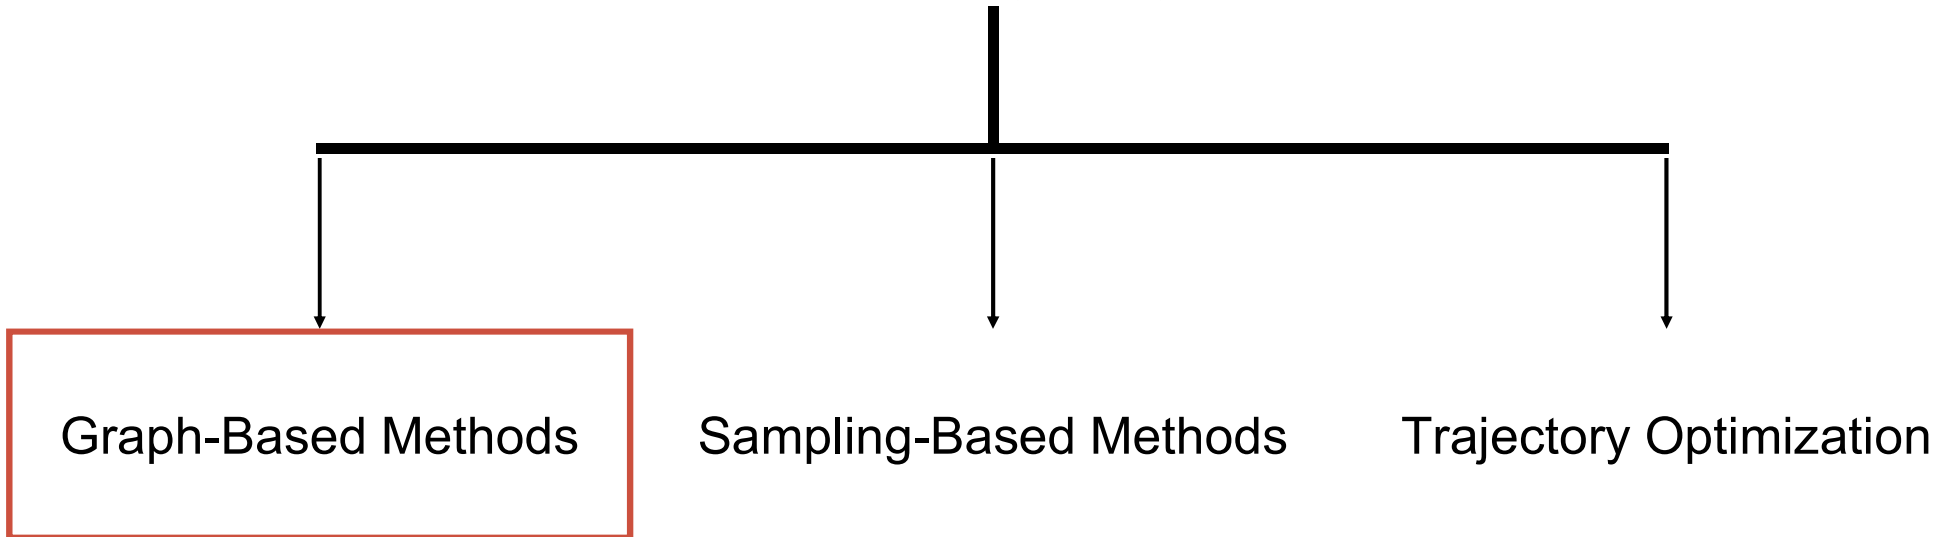 Graph-Based Methods
Sampling-Based Methods
Trajectory Optimization